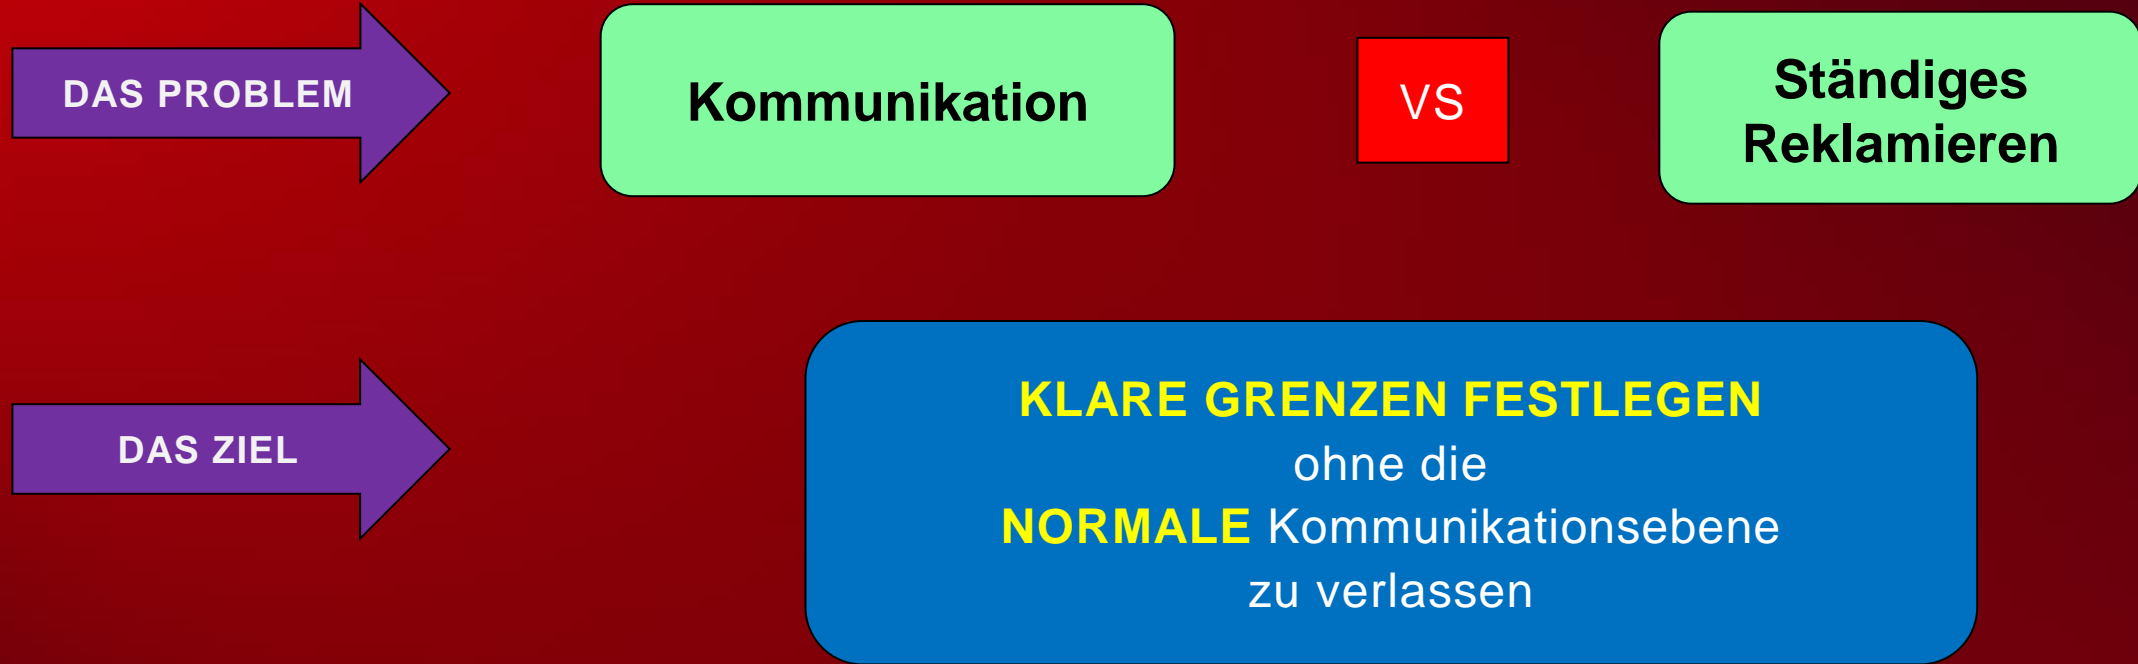 DAS PROBLEM
Kommunikation
VS
Ständiges
Reklamieren
DAS ZIEL
KLARE GRENZEN FESTLEGEN
ohne die
NORMALE Kommunikationsebene
zu verlassen